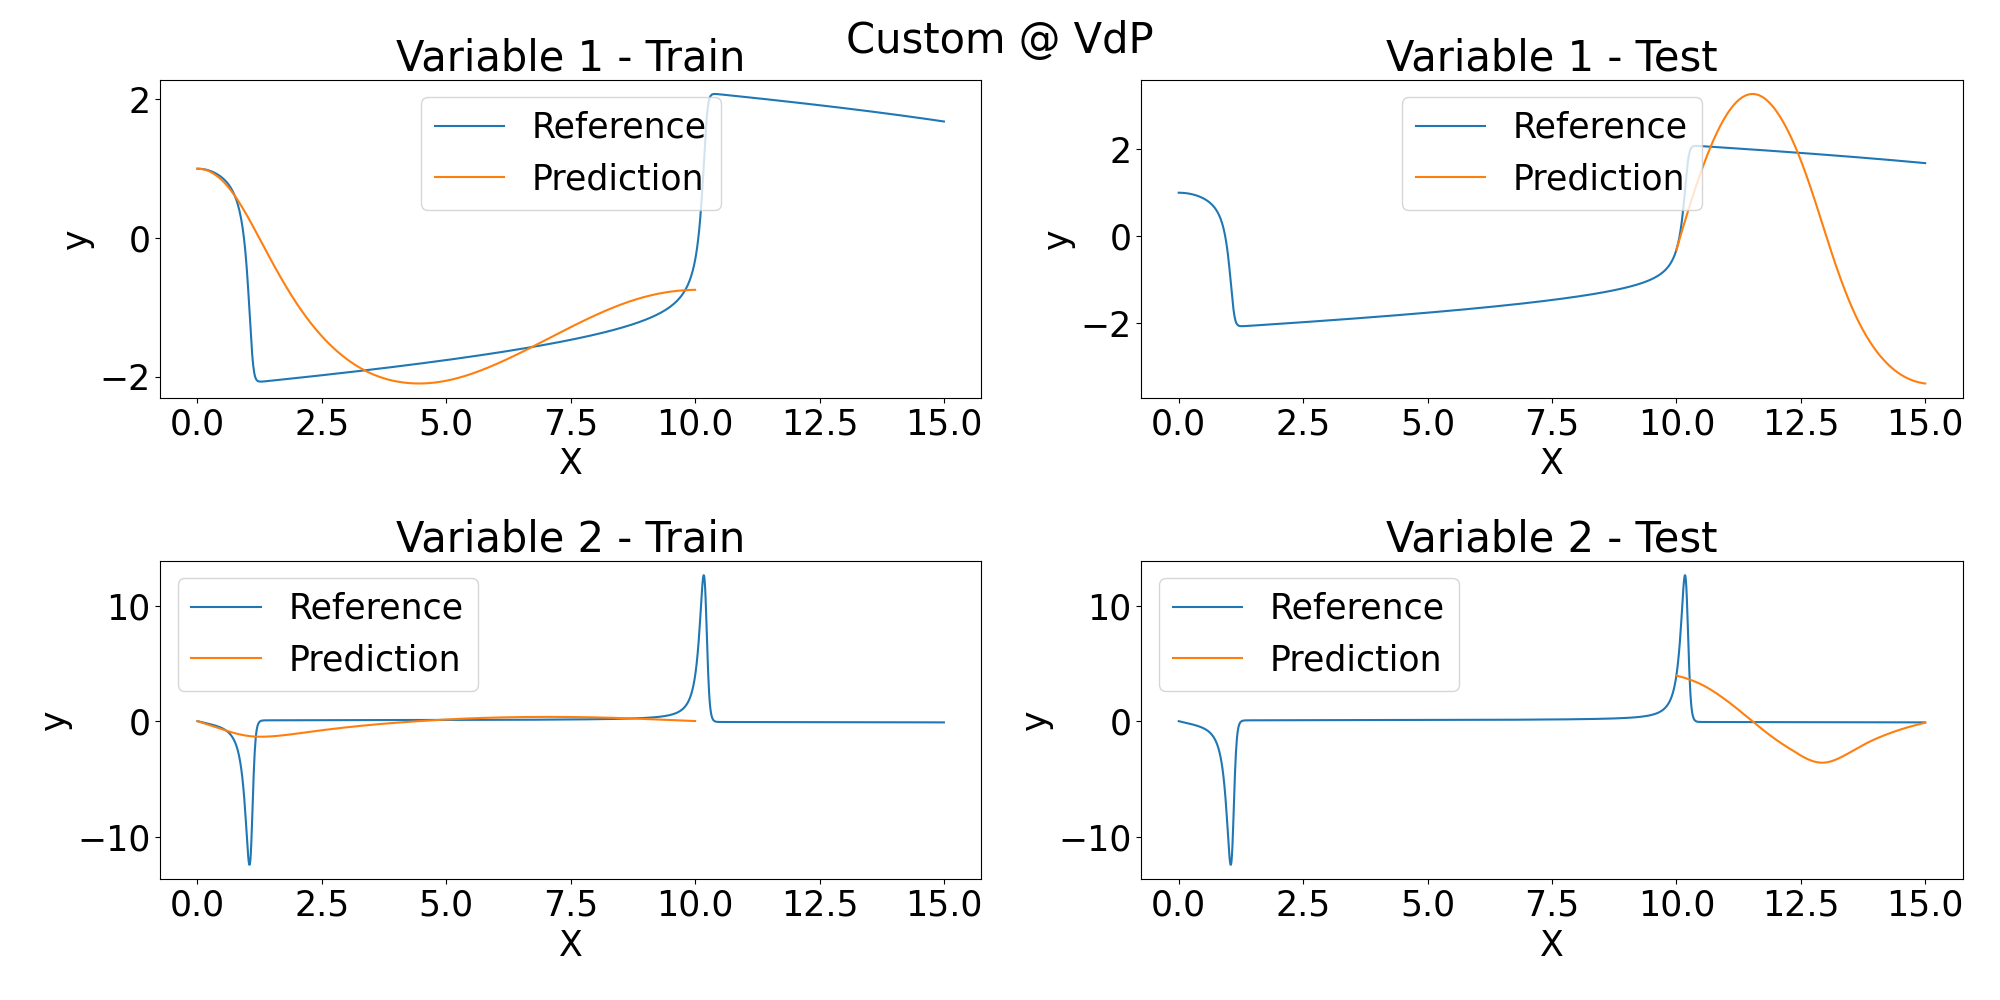 Custom @ VdP
Variable 1 - Train
2
0
−2
y
Reference
Prediction
0.0 2.5 5.0 7.5 10.0 12.5 15.0
X
Variable 1 - Test
2
0
−2
y
Reference
Prediction
0.0 2.5 5.0 7.5 10.0 12.5 15.0
X
Variable 2 - Train
10
0
−10
y
Reference
Prediction
0.0 2.5 5.0 7.5 10.0 12.5 15.0
X
Variable 2 - Test
10
0
−10
y
Reference
Prediction
0.0 2.5 5.0 7.5 10.0 12.5 15.0
X